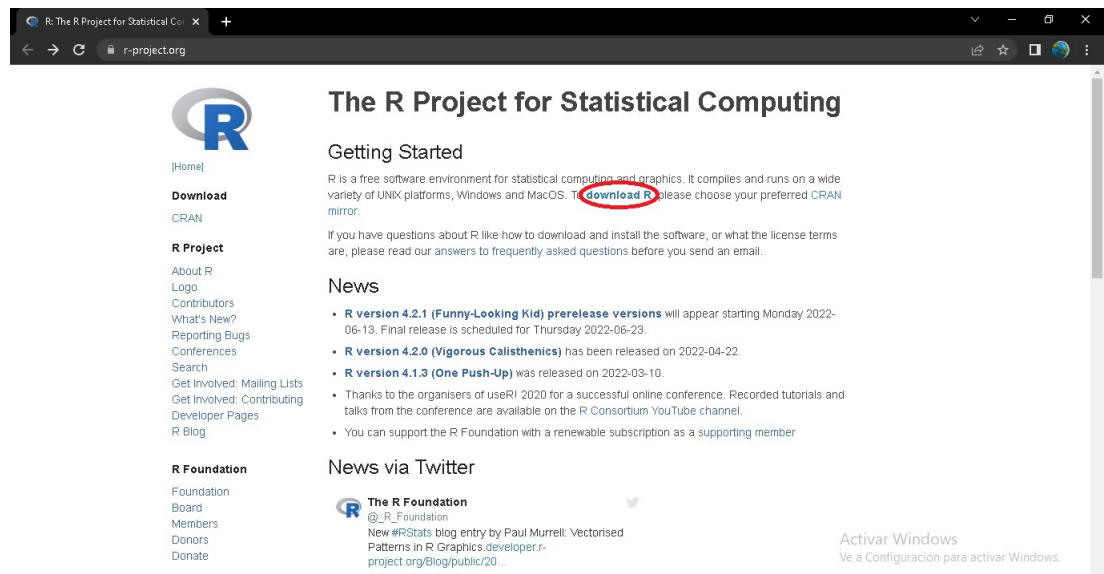 R: The R Project for Statistical Co
r-project.org
R
[Home]
Download
CRAN
R Project
About R
Logo
Contributors
What's New?
Reporting Bugs
Conferences
Search
Get Involved: Mailing Lists
Get Involved: Contributing
Developer Pages
R Blog
R Foundation
Foundation
Board
Members
Donors
Donate
The R Project for Statistical Computing
Getting Started
R is a free software environment for statistical computing and graphics. It compiles and runs on a wide
variety of UNIX platforms, Windows and MacOS. To download R, please choose your preferred CRAN
mirror.
If you have questions about R like how to download and install the software, or what the license terms
are, please read our answers to frequently asked questions before you send an email.
News
• R version 4.2.1 (Funny-Looking Kid) prerelease versions will appear starting Monday 2022-
06-13. Final release is scheduled for Thursday 2022-06-23.
• R version 4.2.0 (Vigorous Calisthenics) has been released on 2022-04-22.
• R version 4.1.3 (One Push-Up) was released on 2022-03-10.
• Thanks to the organisers of useR! 2020 for a successful online conference. Recorded tutorials and
talks from the conference are available on the R Consortium YouTube channel.
• You can support the R Foundation with a renewable subscription as a supporting member
News via Twitter
R
The R Foundation
@_R_Foundation
New #RStats blog entry by Paul Murrell: Vectorised
Patterns in R Graphics.developer.r-
project.org/Blog/public/20...
Activar Windows
Ve a Configuración para activar Windows.